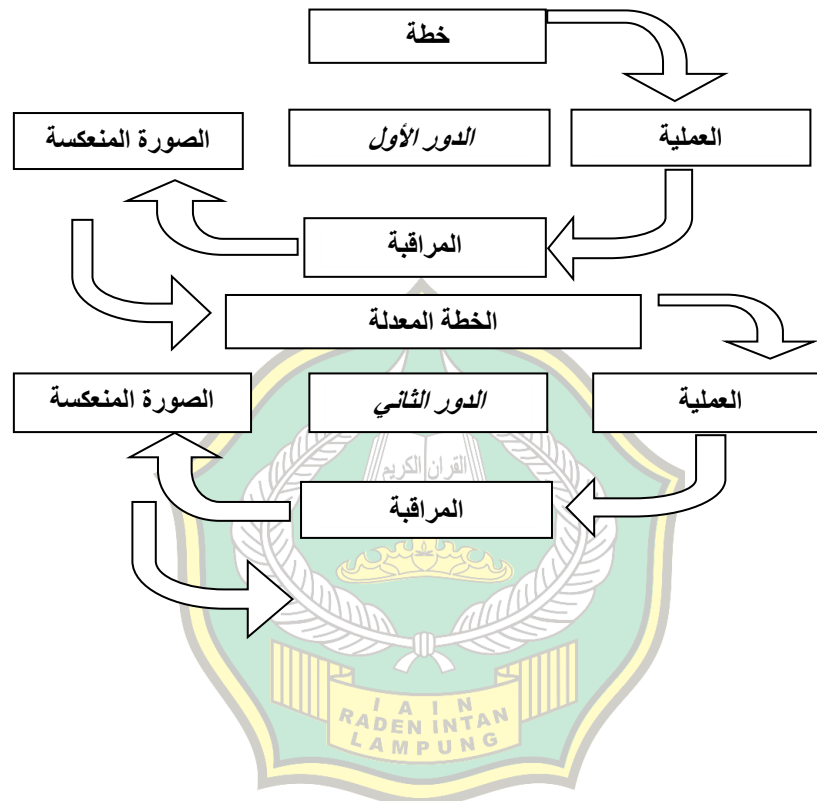 خطة
العملية
الدور الأول
الصورة المنعكسة
المراقبة
الخطة المعدلة
العملية
الدور الثاني
الصورة المنعكسة
القرآن الكريم
المراقبة
I A I N
RADEN INTAN
LAMPUNG